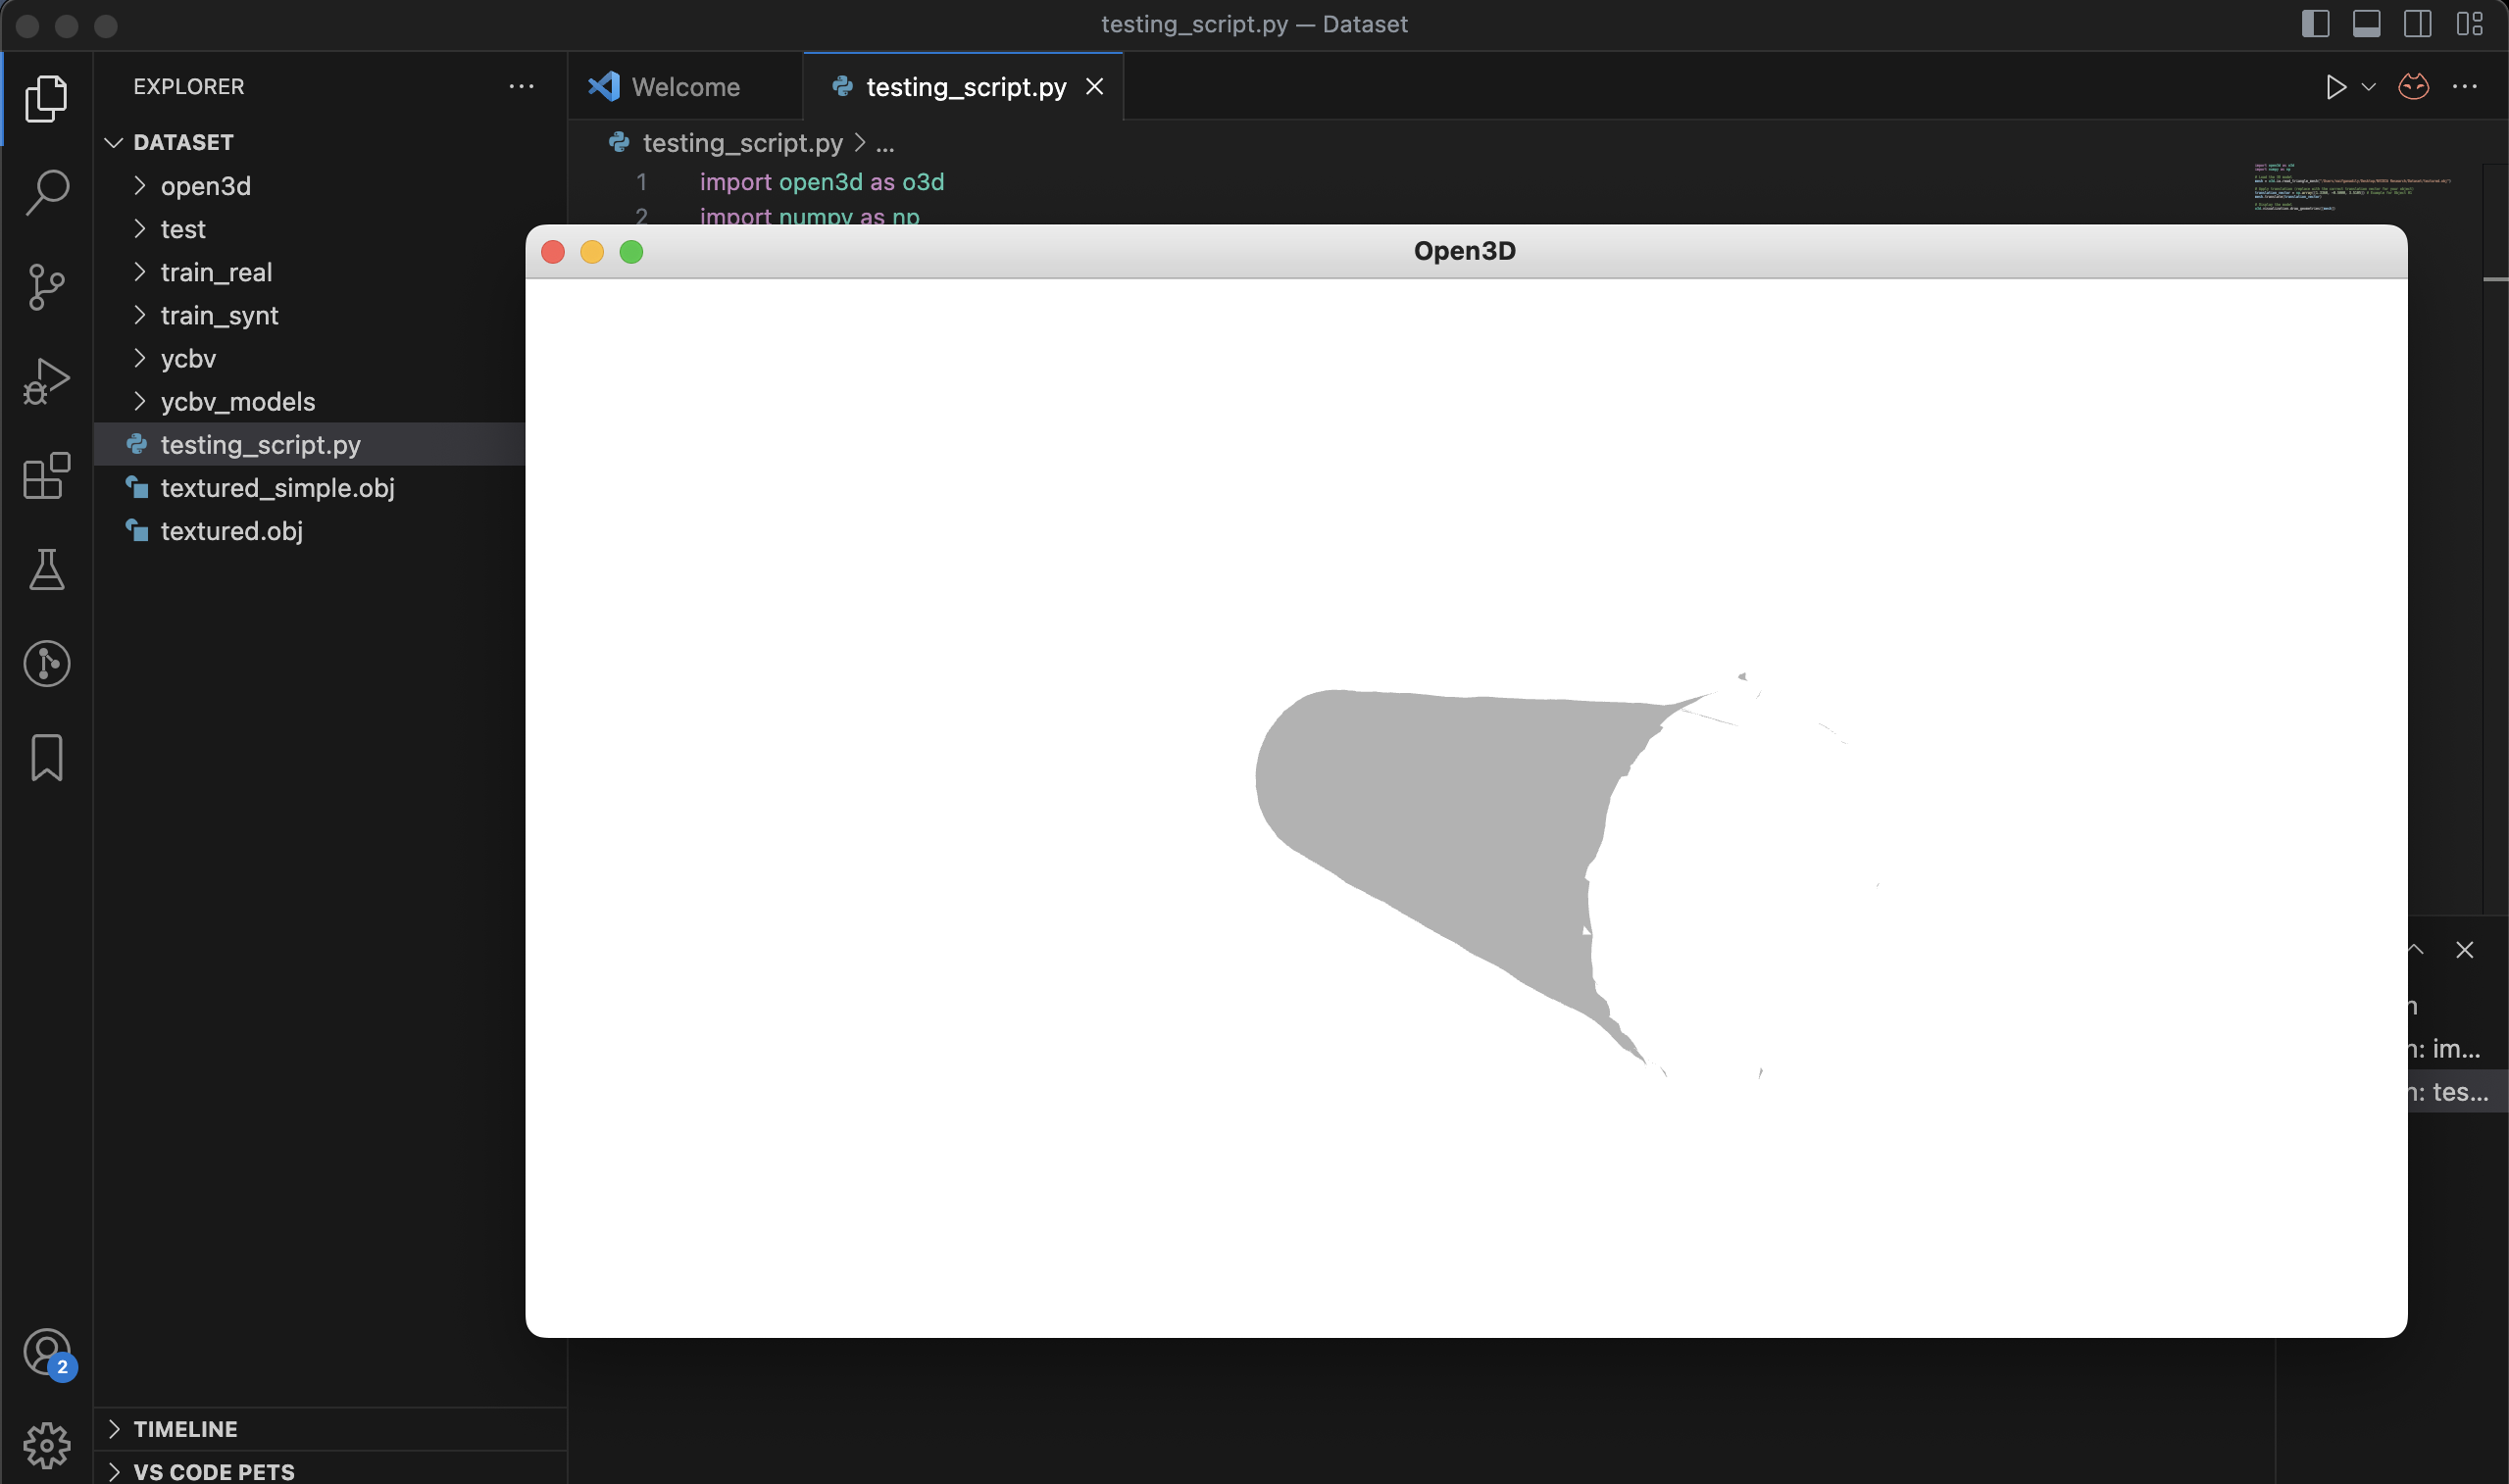 testing_script.py — Dataset
EXPLORER
DATASET
open3d
test
train_real
train_synt
ycbv
ycbv_models
testing_script.py
textured_simple.obj
textured.obj
TIMELINE
VS CODE PETS
2
Welcome
testing_script.py
testing_script.py > ...
1 import open3d as o3d
2 import numpy as np
Open3D
n
n: im...
n: tes...